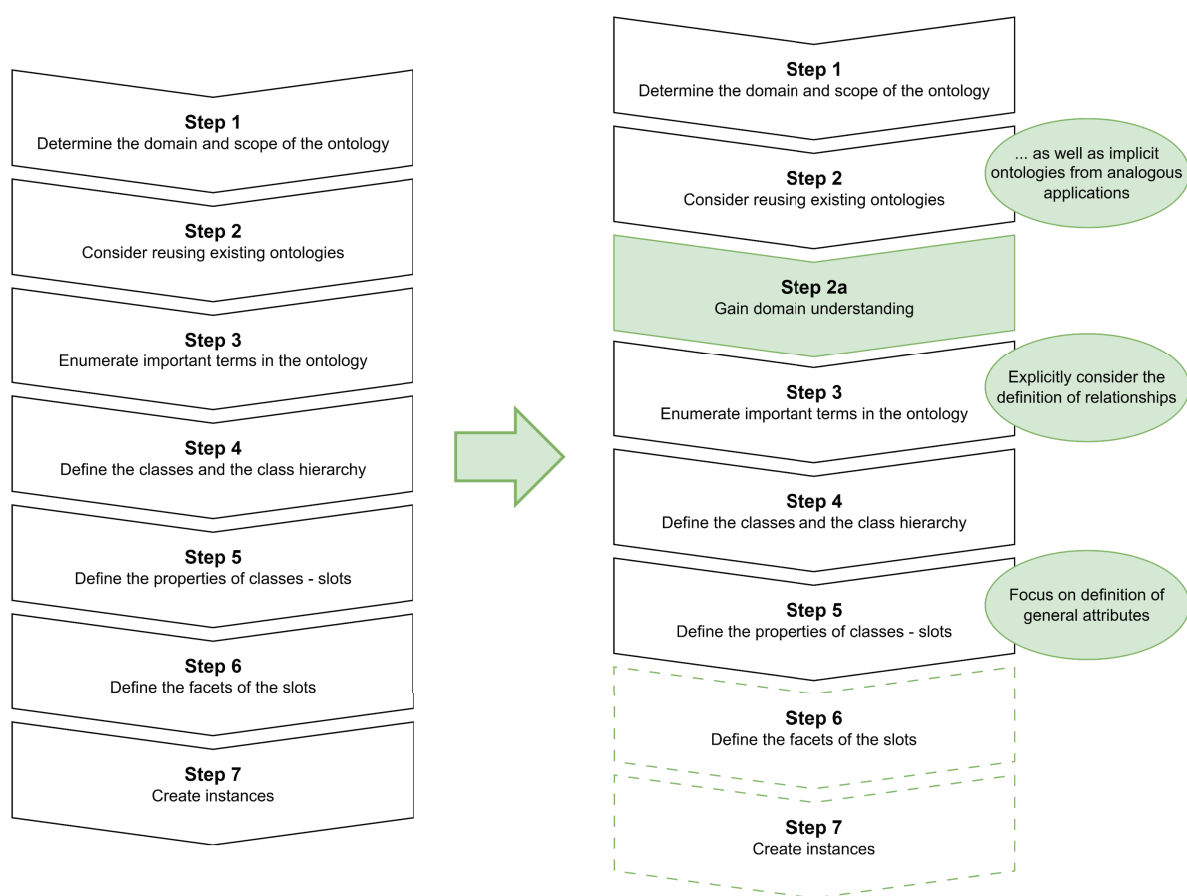 Step 1
Determine the domain and scope of the ontology
Step 2
Consider reusing existing ontologies
Step 3
Enumerate important terms in the ontology
Step 4
Define the classes and the class hierarchy
Step 5
Define the properties of classes - slots
Step 6
Define the facets of the slots
Step 7
Create instances
Step 1
Determine the domain and scope of the ontology
Step 2
Consider reusing existing ontologies
... as well as implicit
ontologies from analogous
applications
Step 2a
Gain domain understanding
Step 3
Enumerate important terms in the ontology
Explicitly consider the
definition of relationships
Step 4
Define the classes and the class hierarchy
Step 5
Define the properties of classes - slots
Focus on definition of
general attributes
Step 6
Define the facets of the slots
Step 7
Create instances